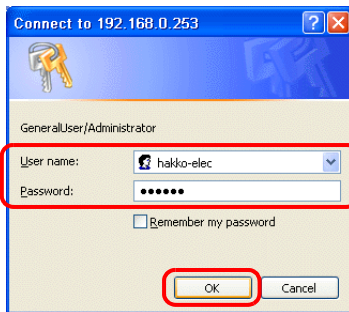 Connect to 192.168.0.253
GeneralUser/Administrator
User name:
hakko-elec
Password:
••••••
Remember my password
OK
Cancel